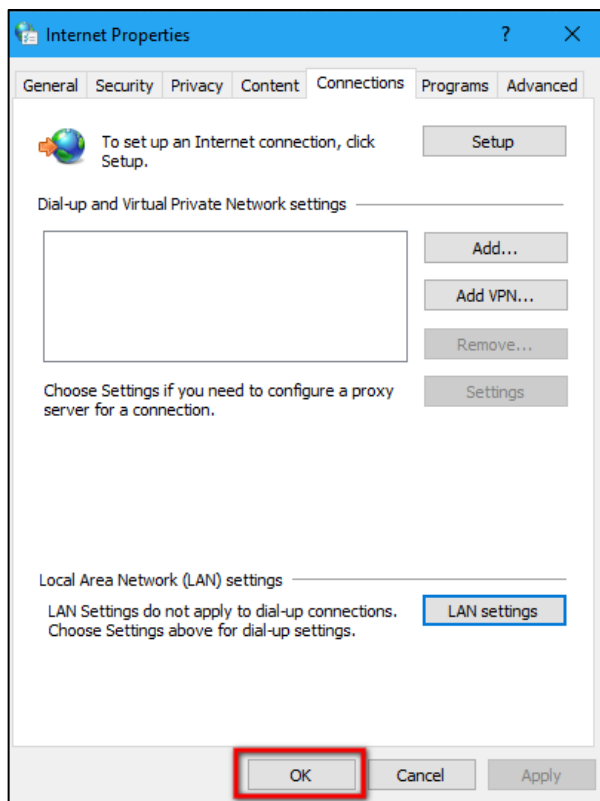 Internet Properties
?
General Security Privacy Content Connections Programs Advanced
To set up an Internet connection, click
Setup.
Setup
Dial-up and Virtual Private Network settings
Add...
Add VPN...
Remove...
Choose Settings if you need to configure a proxy
server for a connection.
Settings
Local Area Network (LAN) settings
LAN Settings do not apply to dial-up connections.
Choose Settings above for dial-up settings.
LAN settings
OK Cancel Apply